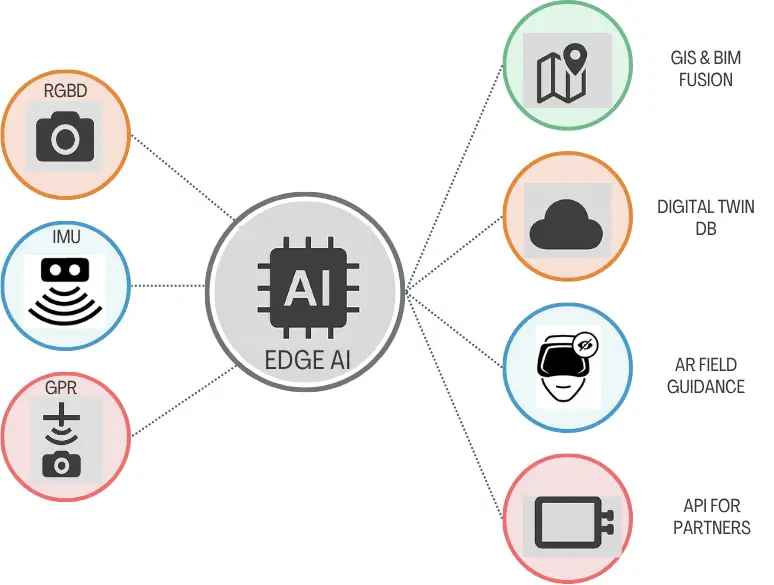 RGBD
IMU
GPR
AI
EDGE AI
GIS & BIM
FUSION
DIGITAL TWIN
DB
AR FIELD
GUIDANCE
API FOR
PARTNERS